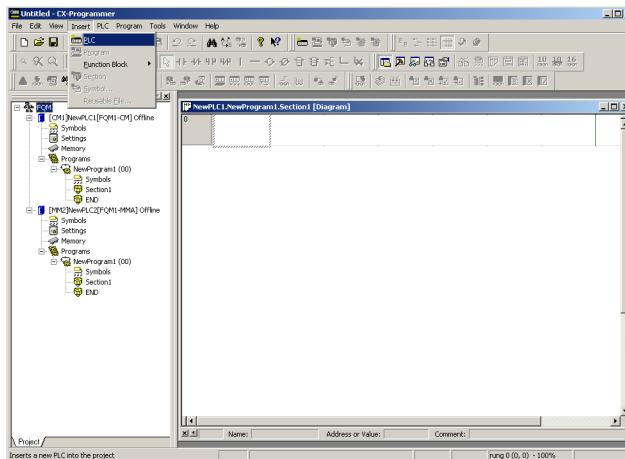 Untitled - CX-Programmer
File Edit View Insert PLC Program Tools Window Help
PLC
Program
Function Block
Section
Symbol...
Reusable File...
10 16
FQM
[CM1]NewPLC1[FQM1-CM] Offline
Symbols
Settings
Memory
Programs
NewProgram1 (00)
Symbols
Section1
END
[MM2]NewPLC2[FQM1-MMA] Offline
Symbols
Settings
Memory
Programs
NewProgram1 (00)
Symbols
Section1
END
NewPLC1.NewProgram1.Section1 [Diagram]
0
Project
Name: Address or Value: Comment:
Inserts a new PLC into the project
rung 0 (0, 0) - 100%